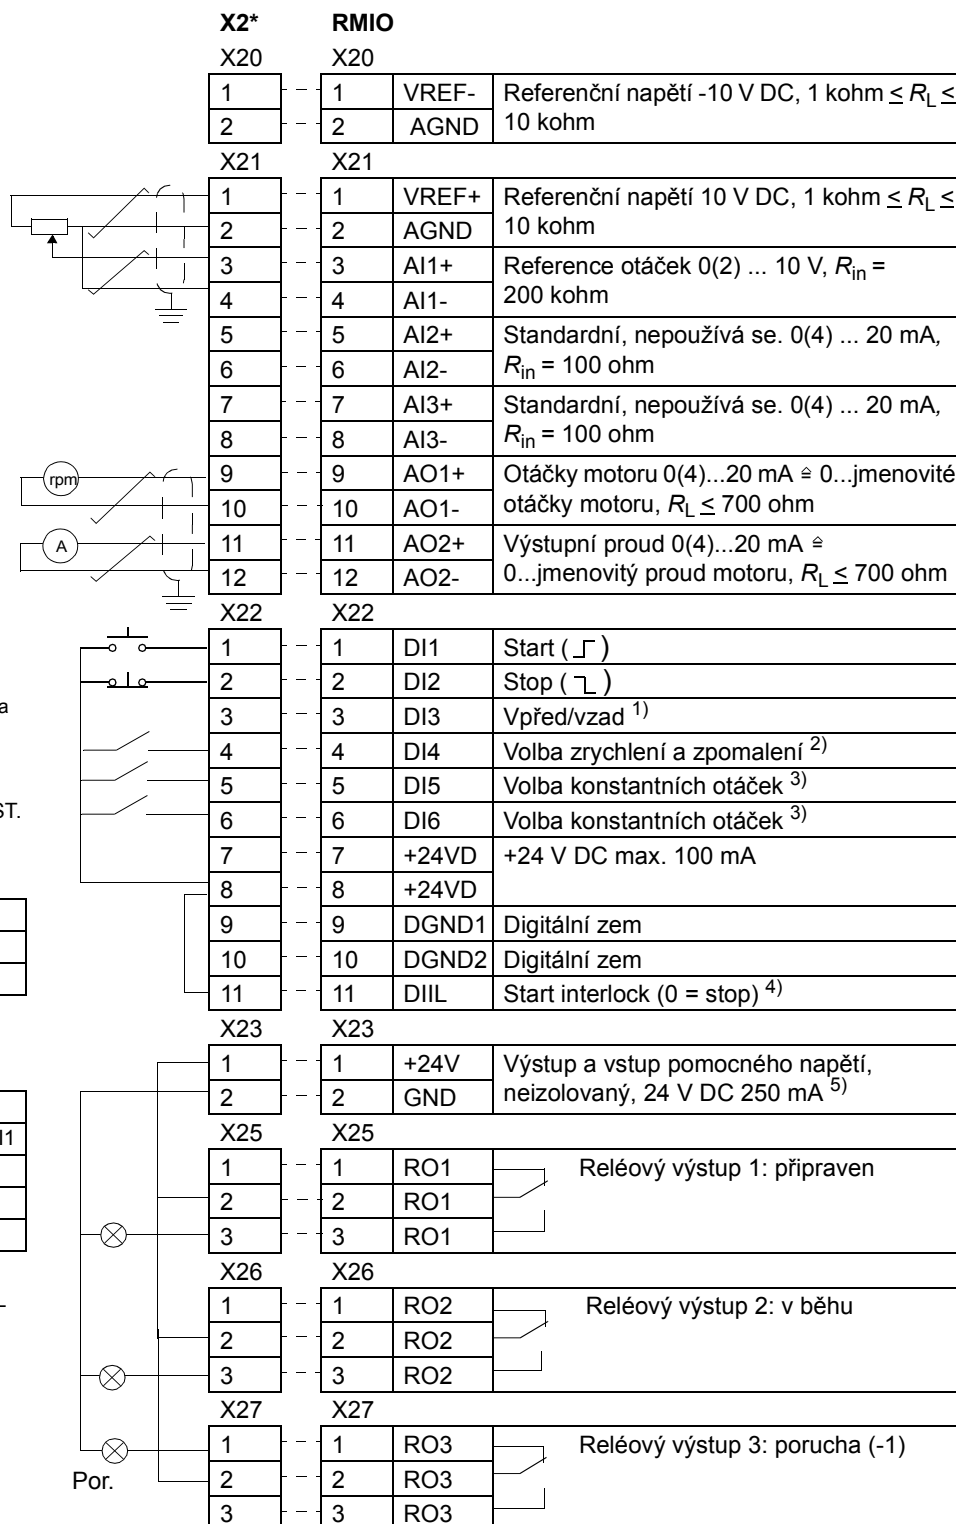 X2* RMIO
X20 X20
1 1 VREF- Referenční napětí -10 V DC, 1 kohm ≤ RL ≤
2 2 AGND 10 kohm
X21 X21
1 1 VREF+ Referenční napětí 10 V DC, 1 kohm ≤ RL ≤
2 2 AGND 10 kohm
3 3 AI1+ Reference otáček 0(2) ... 10 V, Rin =
4 4 AI1- 200 kohm
5 5 AI2+ Standardní, nepoužívá se. 0(4) ... 20 mA,
6 6 AI2- Rin = 100 ohm
7 7 AI3+ Standardní, nepoužívá se. 0(4) ... 20 mA,
8 8 AI3- Rin = 100 ohm
rpm 9 9 AO1+ Otáčky motoru 0(4)...20 mA ≙ 0...jmenovité
10 10 AO1- otáčky motoru, RL ≤ 700 ohm
A 11 11 AO2+ Výstupní proud 0(4)...20 mA ≙
12 12 AO2- 0...jmenovitý proud motoru, RL ≤ 700 ohm
X22 X22
1 1 DI1 Start ( )
2 2 DI2 Stop ( )
a 3 3 DI3 Vpřed/vzad 1)
4 4 DI4 Volba zrychlení a zpomalení 2)
5 5 DI5 Volba konstantních otáček 3)
ST. 6 6 DI6 Volba konstantních otáček 3)
7 7 +24VD +24 V DC max. 100 mA
8 8 +24VD
9 9 DGND1 Digitální zem
10 10 DGND2 Digitální zem
11 11 DIIL Start interlock (0 = stop) 4)
X23 X23
1 1 +24V Výstup a vstup pomocného napětí,
2 2 GND neizolovaný, 24 V DC 250 mA 5)
X25 X25
1 1 RO1 Reléový výstup 1: připraven
2 2 RO1
3 3 RO1
X26 X26
1 1 RO2 Reléový výstup 2: v běhu
2 2 RO2
3 3 RO2
X27 X27
1 1 RO3 Reléový výstup 3: porucha (-1)
Por. 2 2 RO3
3 3 RO3